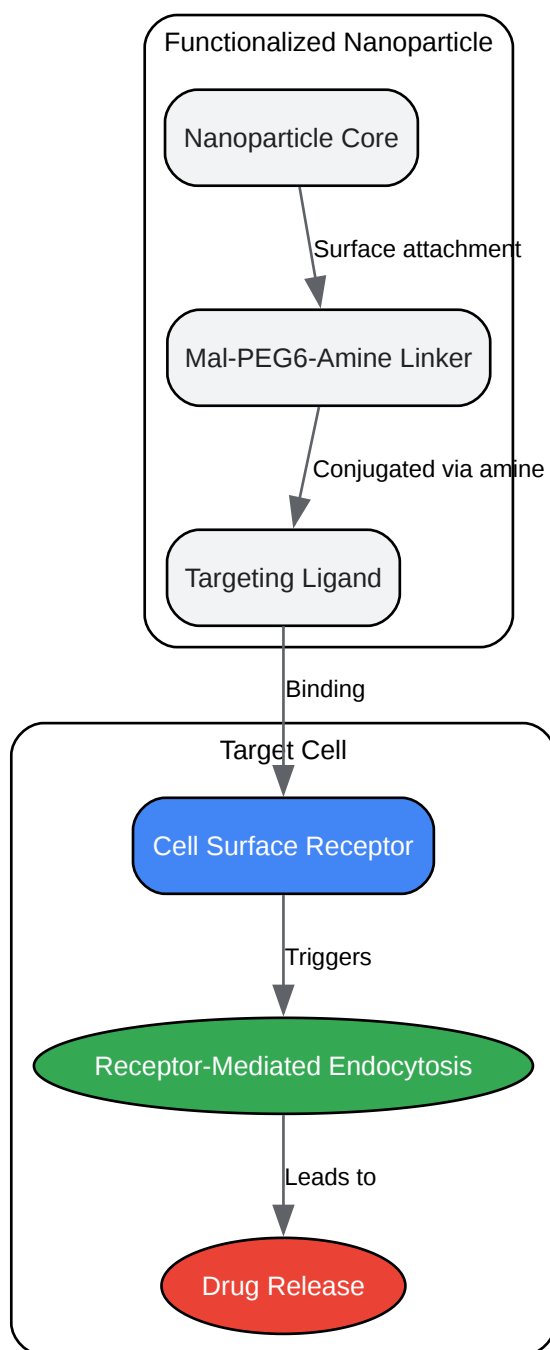 Functionalized Nanoparticle
Nanoparticle Core
Surface attachment
Mal-PEG6-Amine Linker
Conjugated via amine
Targeting Ligand
Binding
Target Cell
Cell Surface Receptor
Triggers
Receptor-Mediated Endocytosis
Leads to
Drug Release